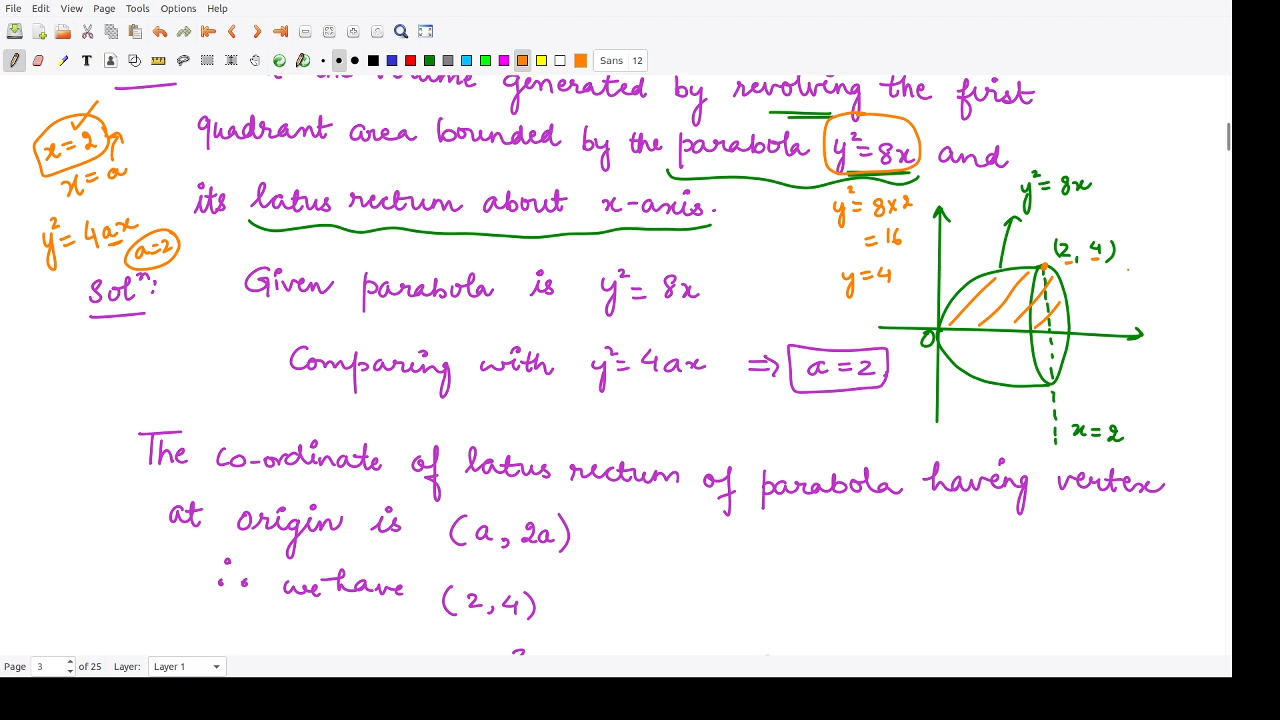 File Edit View Page Tools Options Help
Sans 12
the volume generated by revolving the first
quadrant area bounded by the parabola y²=8x and
its latus rectum about x-axis.
x=2
x=a
y²=4ax
a=2
y²=8×2
=16
y=4
y²=8x
(2, 4)
O
x=2
Solⁿ:
Given parabola is y²=8x
Comparing with y²=4ax ⇒ a=2
The co-ordinate of latus rectum of parabola having vertex
at origin is (a, 2a)
∴ we have (2,4)
Page 3 of 25 Layer: Layer 1